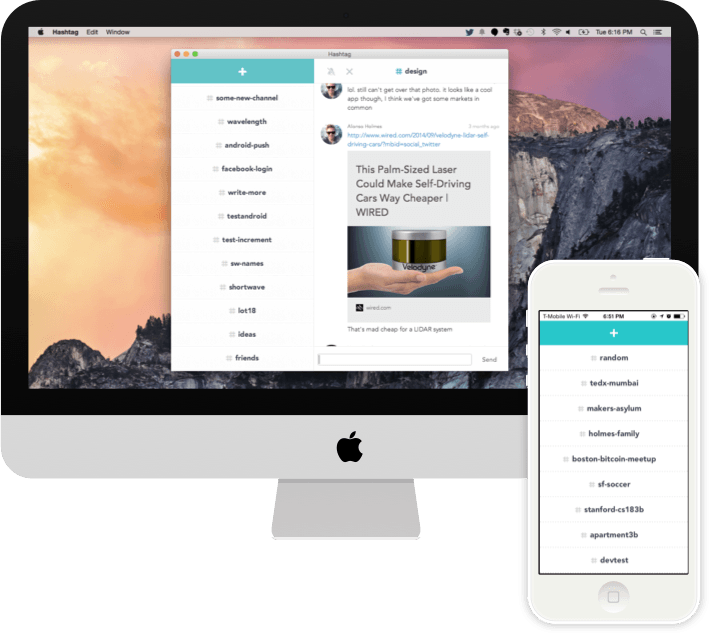 Hashtag Edit Window
Tue 6:16 PM
Hashtag
+
some-new-channel
wavelength
android-push
facebook-login
write-more
testandroid
test-increment
sw-names
shortwave
lot18
ideas
friends
design
lol. still can't get over that photo. it looks like a cool
app though, I think we've got some markets in
common
Holmes
3 months ago
http://www.wired.com/2014/09/velodyne-lidar-self-
driving-cars/?mbid=social_twitter
This Palm-Sized Laser
Could Make Self-Driving
Cars Way Cheaper |
WIRED
Velodyne
wired.com
That's mad cheap for a LiDAR system
Send
T-Mobile Wi-Fi 6:51 PM
+
random
tedx-mumbai
makers-asylum
holmes-family
boston-bitcoin-meetup
sf-soccer
stanford-cs183b
apartment3b
devtest